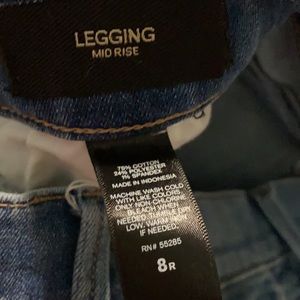 LEGGING
MID RISE
76% COTTON
24% POLYESTER
1% SPANDEX
MADE IN INDONESIA
MACHINE WASH COLD
WITH LIKE COLORS
ONLY NON CHLORINE
BLEACH WHEN
NEEDED. TUMBLE DRY
LOW. WARM IRON
IF NEEDED.
RN# 55285
8R